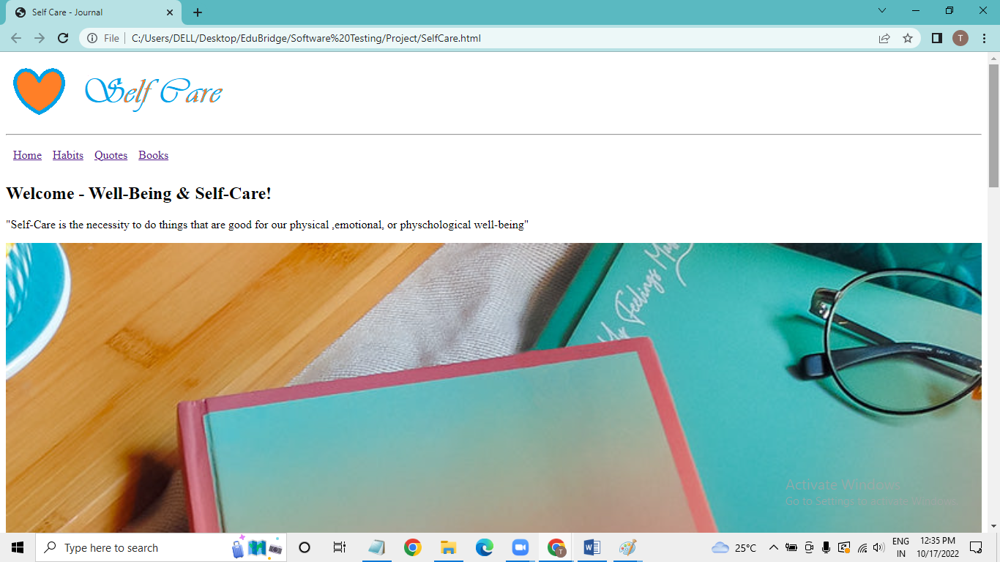 Self Care - Journal
File
C:/Users/DELL/Desktop/EduBridge/Software%20Testing/Project/SelfCare.html
T
Self Care
Home Habits Quotes Books
Welcome - Well-Being & Self-Care!
"Self-Care is the necessity to do things that are good for our physical ,emotional, or physchological well-being"
My Feelings
Activate Windows
Go to Settings to activate Windows.
Type here to search
T
W
25°C
ENG
IN
12:35 PM
10/17/2022